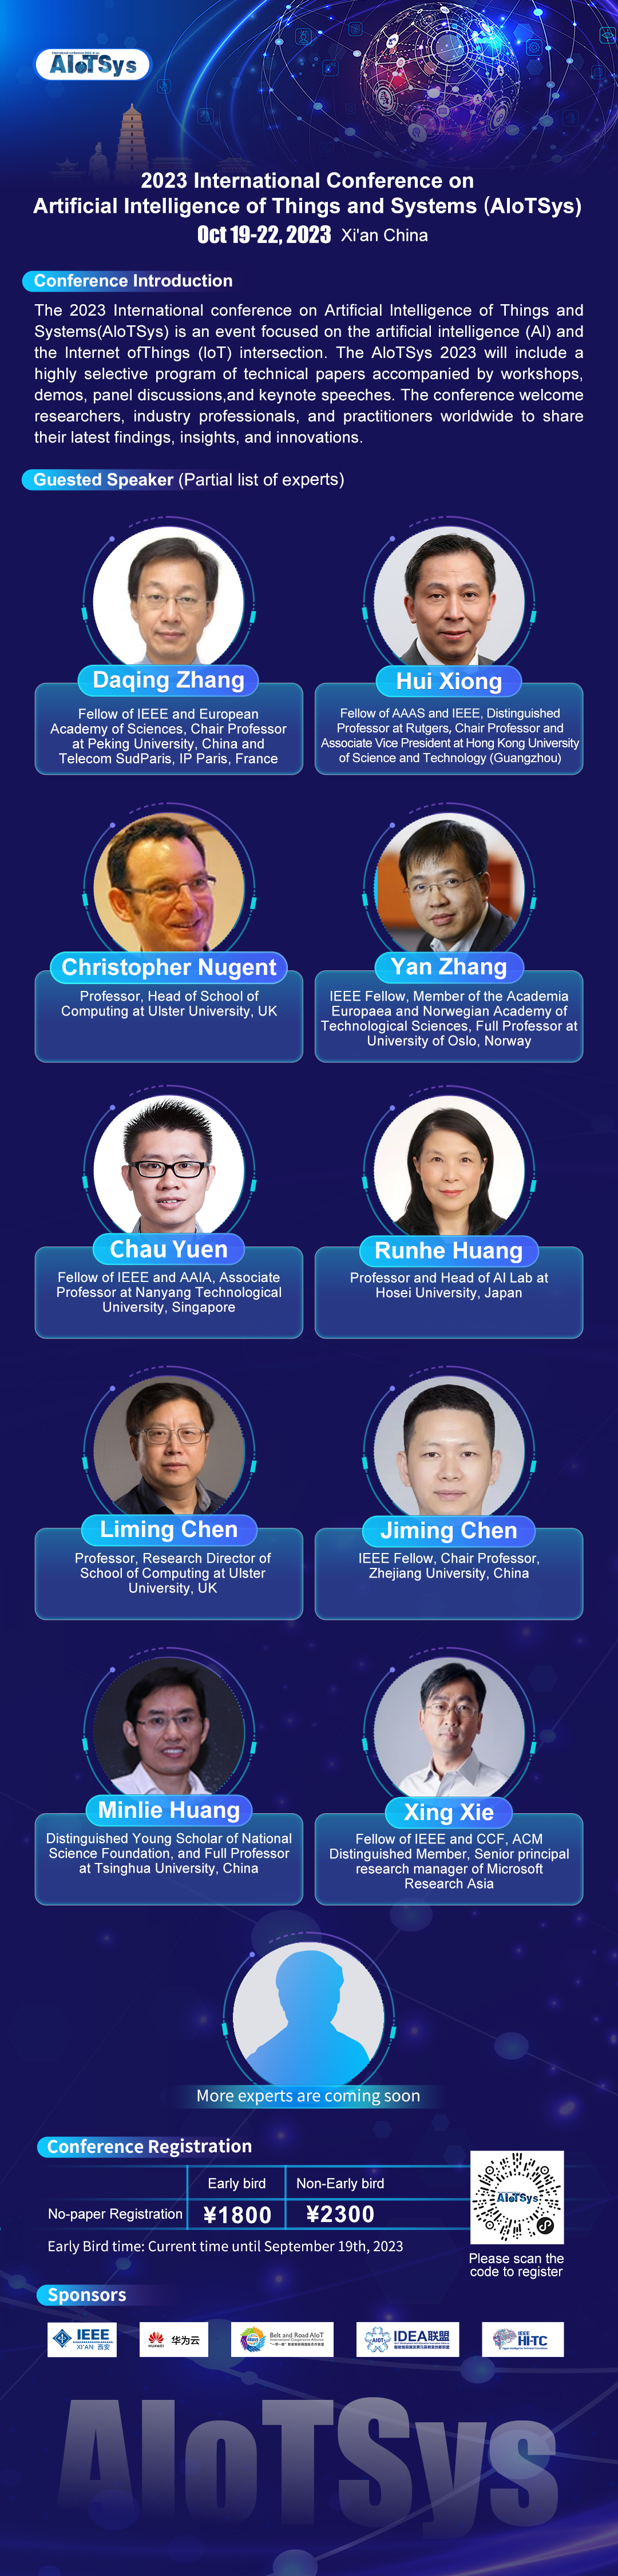 AIoTSys
2023 International Conference on
Artificial Intelligence of Things and Systems (AIoTSys)
Oct 19-22, 2023 Xi'an China
Conference Introduction
The 2023 International conference on Artificial Intelligence of Things and
Systems(AIoTSys) is an event focused on the artificial intelligence (AI) and
the Internet ofThings (IoT) intersection. The AIoTSys 2023 will include a
highly selective program of technical papers accompanied by workshops,
demos, panel discussions,and keynote speeches. The conference welcome
researchers, industry professionals, and practitioners worldwide to share
their latest findings, insights, and innovations.
Guested Speaker (Partial list of experts)
Daqing Zhang
Fellow of IEEE and European
Academy of Sciences, Chair Professor
at Peking University, China and
Telecom SudParis, IP Paris, France
Hui Xiong
Fellow of AAAS and IEEE, Distinguished
Professor at Rutgers, Chair Professor and
Associate Vice President at Hong Kong University
of Science and Technology (Guangzhou)
Christopher Nugent
Professor, Head of School of
Computing at Ulster University, UK
Yan Zhang
IEEE Fellow, Member of the Academia
Europaea and Norwegian Academy of
Technological Sciences, Full Professor at
University of Oslo, Norway
Chau Yuen
Fellow of IEEE and AAIA, Associate
Professor at Nanyang Technological
University, Singapore
Runhe Huang
Professor and Head of AI Lab at
Hosei University, Japan
Liming Chen
Professor, Research Director of
School of Computing at Ulster
University, UK
Jiming Chen
IEEE Fellow, Chair Professor,
Zhejiang University, China
Minlie Huang
Distinguished Young Scholar of National
Science Foundation, and Full Professor
at Tsinghua University, China
Xing Xie
Fellow of IEEE and CCF, ACM
Distinguished Member, Senior principal
research manager of Microsoft
Research Asia
More experts are coming soon
Conference Registration
Early bird Non-Early bird
No-paper Registration ¥1800 ¥2300
Early Bird time: Current time until September 19th, 2023
AIoTSys
Please scan the
code to register
Sponsors
IEEE
XI'AN 西安
HUAWEI
华为云
Belt and Road AIoT
International Cooperation Alliance
AIOT
IDEA联盟
IEEE
HI-TC
AIoTSys